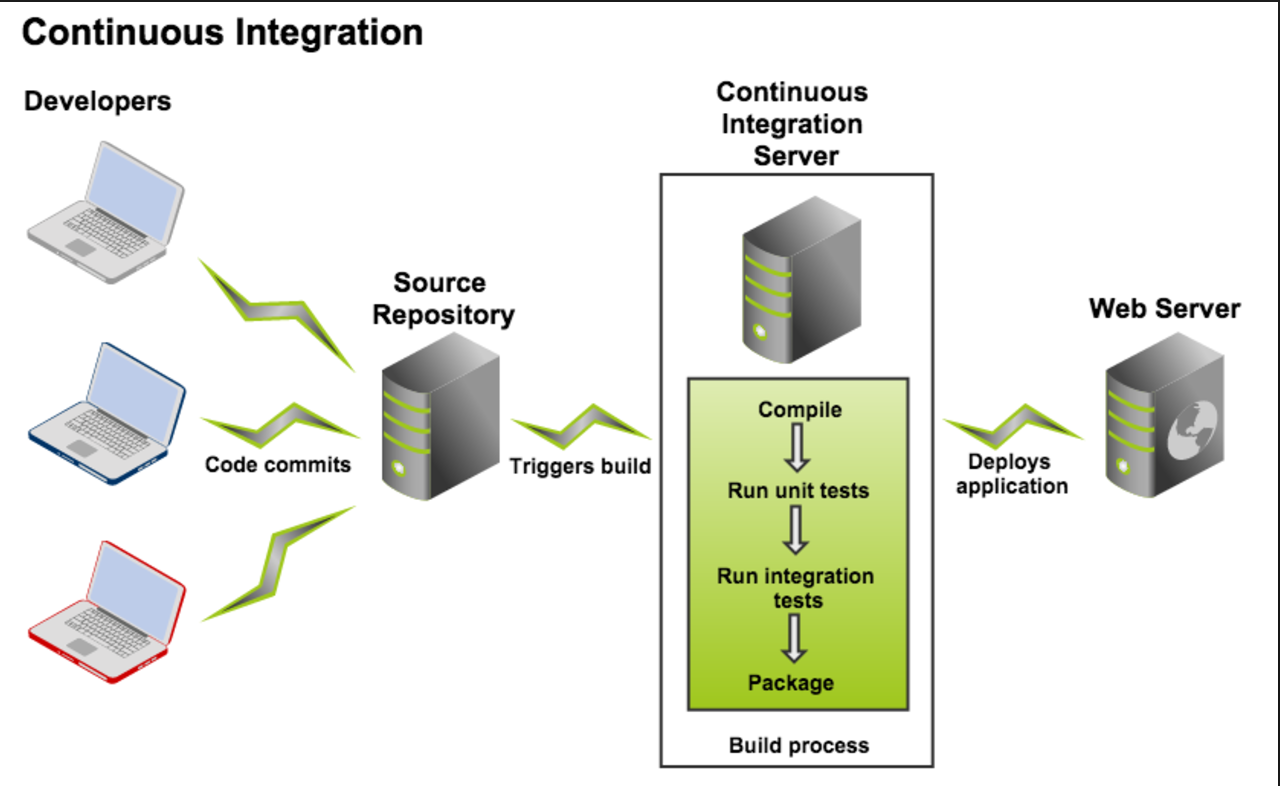 Continuous Integration
Developers
Continuous
Integration
Server
Source
Repository
Web Server
Code commits
Triggers build
Compile
Run unit tests
Run integration
tests
Package
Build process
Deploys
application